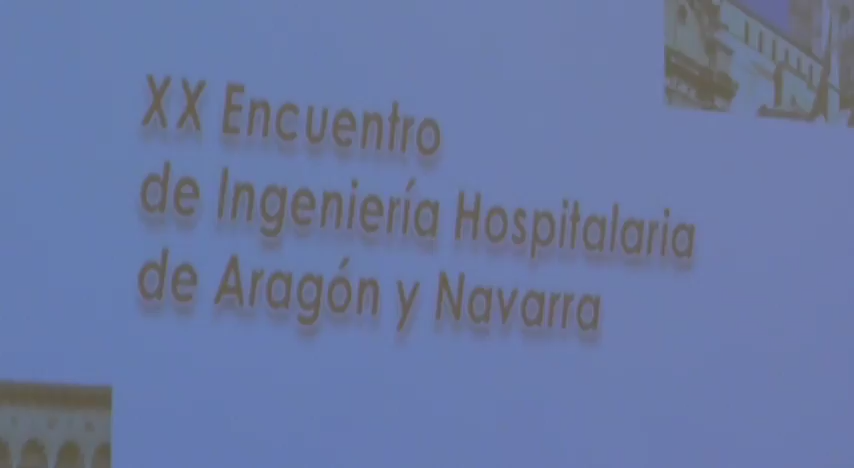 XX Encuentro
de Ingeniería Hospitalaria
de Aragón y Navarra